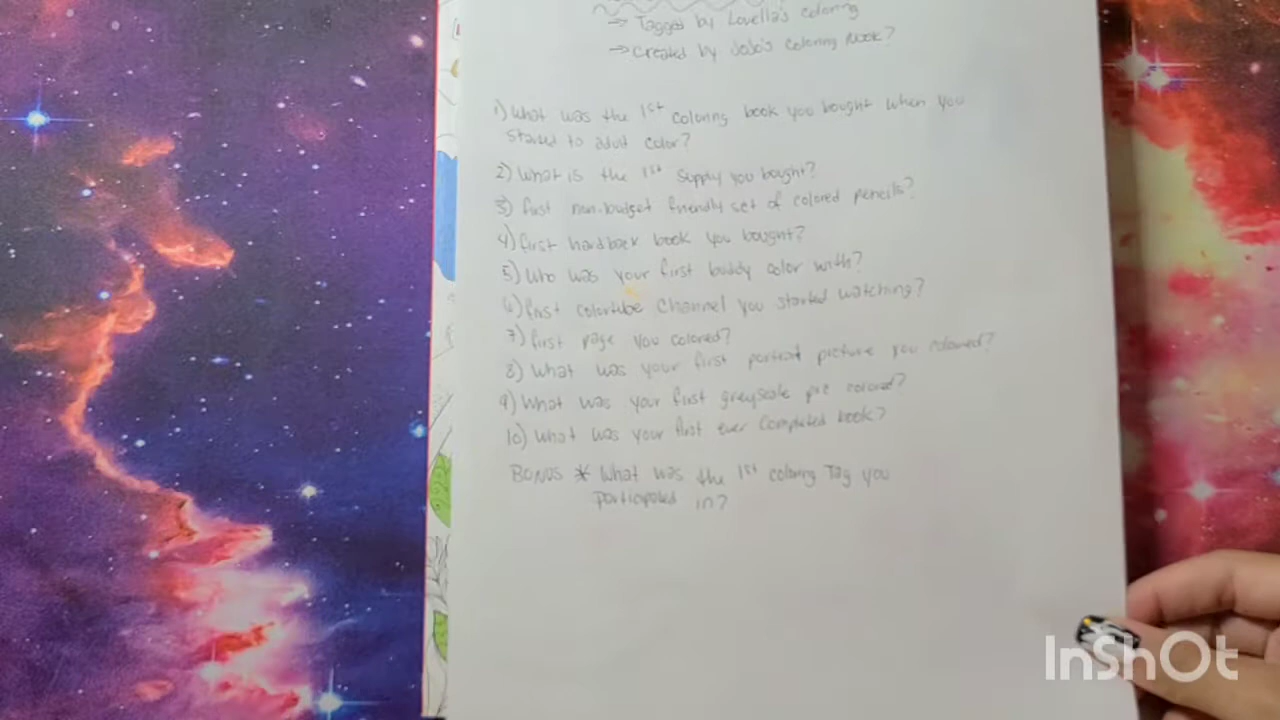 → Tagged by Lovella's coloring
→ Created by JoJo's Coloring Nook?
1) What was the 1st coloring book you bought when you
started to adult color?
2) What is the 1st supply you bought?
3) first non-budget friendly set of colored pencils?
4) first hardback book you bought?
5) Who was your first buddy color with?
6) first colortube channel you started watching?
7) first page you colored?
8) What was your first portrait picture you coloured?
9) What was your first greyscale pic colored?
10) What was your first ever completed book?
BONUS * What was the 1st coloring Tag you
participated in?
InShOt